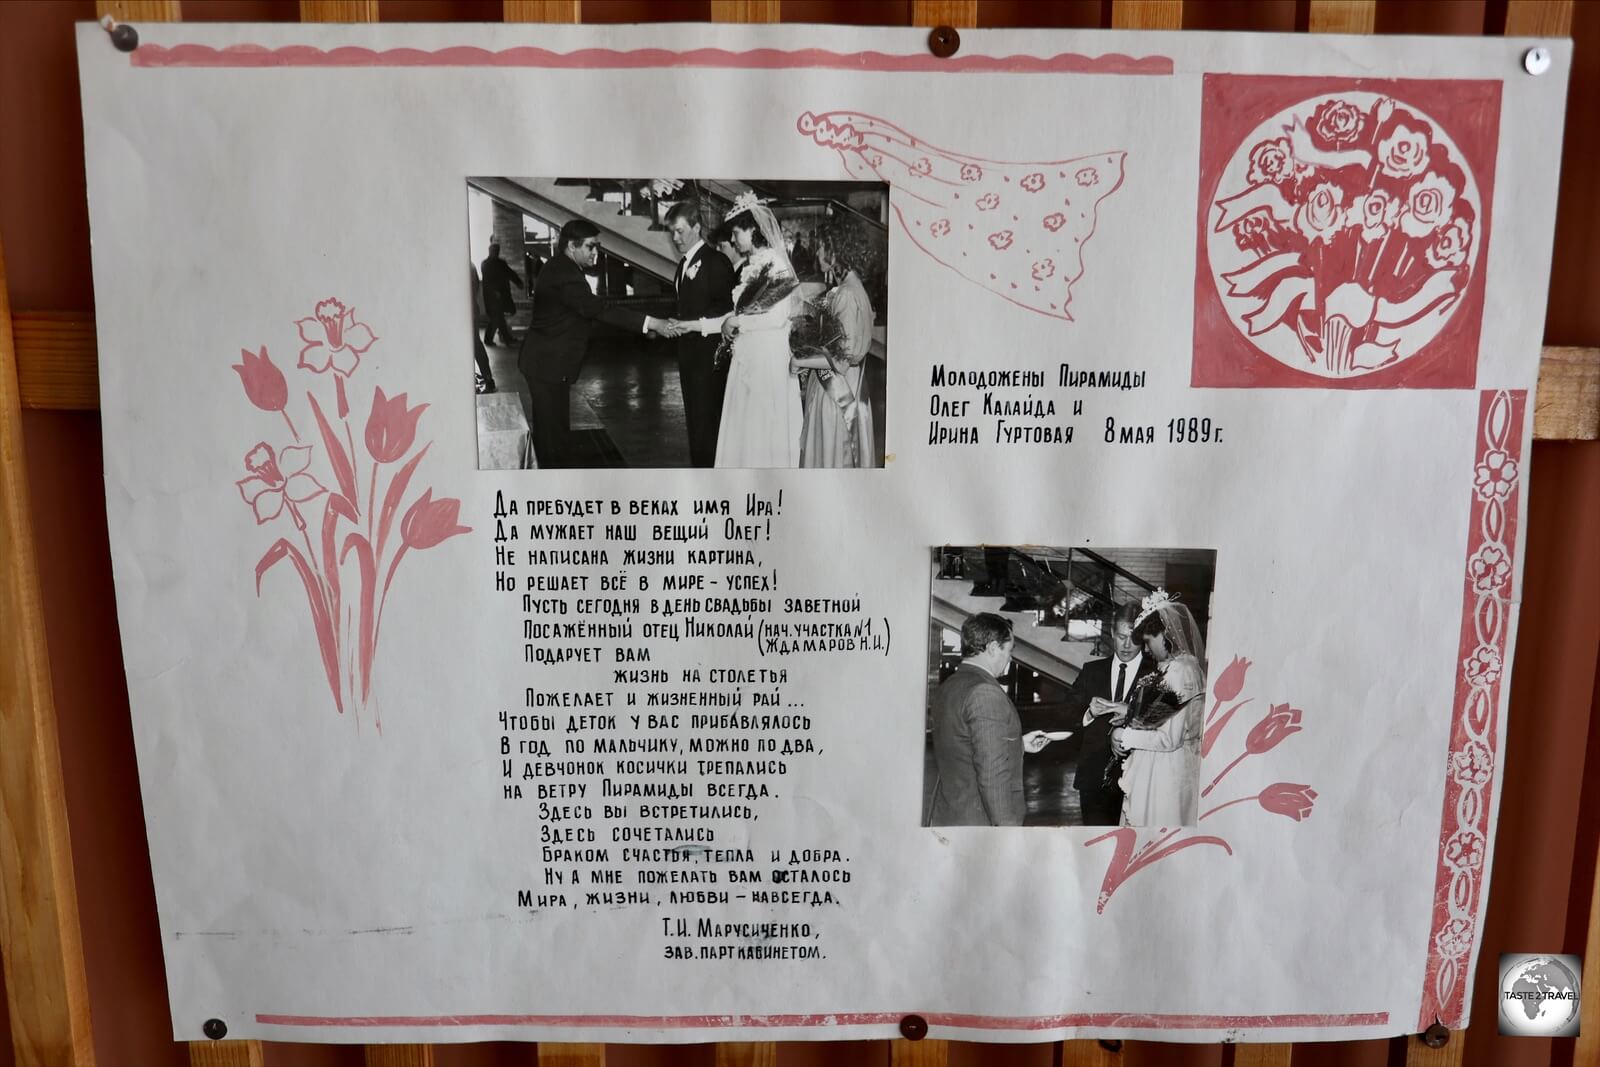 Молодожены Пирамиды
Олег Калайда и
Ирина Гуртовая 8 мая 1989 г.
Да пребудет в веках имя Ира!
Да мужает наш вещий Олег!
Не написана жизни картина,
Но решает всё в мире – успех!
Пусть сегодня в день свадьбы заветной
Посажённый отец Николай (нач. участка №1
Ждамаров Н.И.)
Подарует вам
жизнь на столетья
Пожелает и жизненный рай...
Чтобы деток у вас прибавлялось
В год по мальчику, можно по два,
И девчонок косички трепались
на ветру Пирамиды всегда.
Здесь вы встретились,
Здесь сочетались
Браком счастья, тепла и добра.
Ну а мне пожелать вам осталось
Мира, жизни, любви – навсегда.
Т.И. Марусиченко,
зав. парткабинетом.
TASTE2TRAVEL